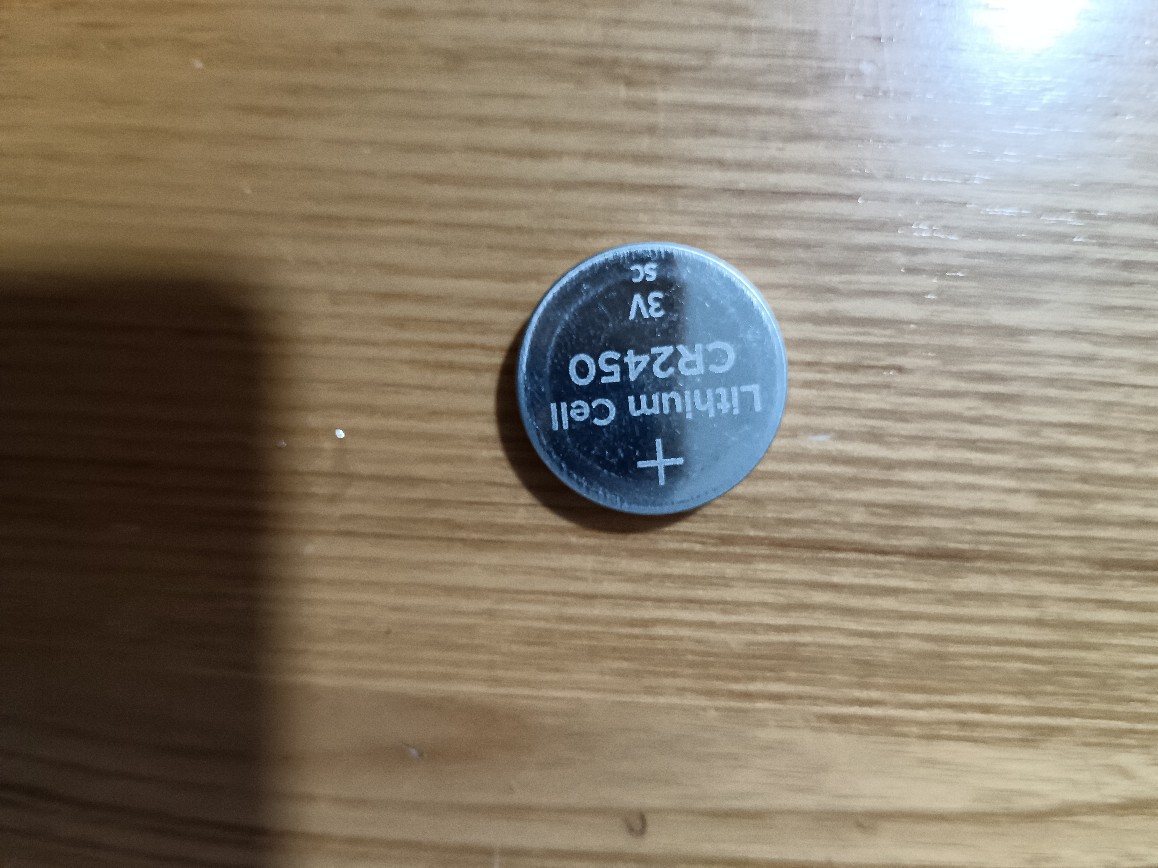 +
Lithium Cell
CR2450
3V
SC